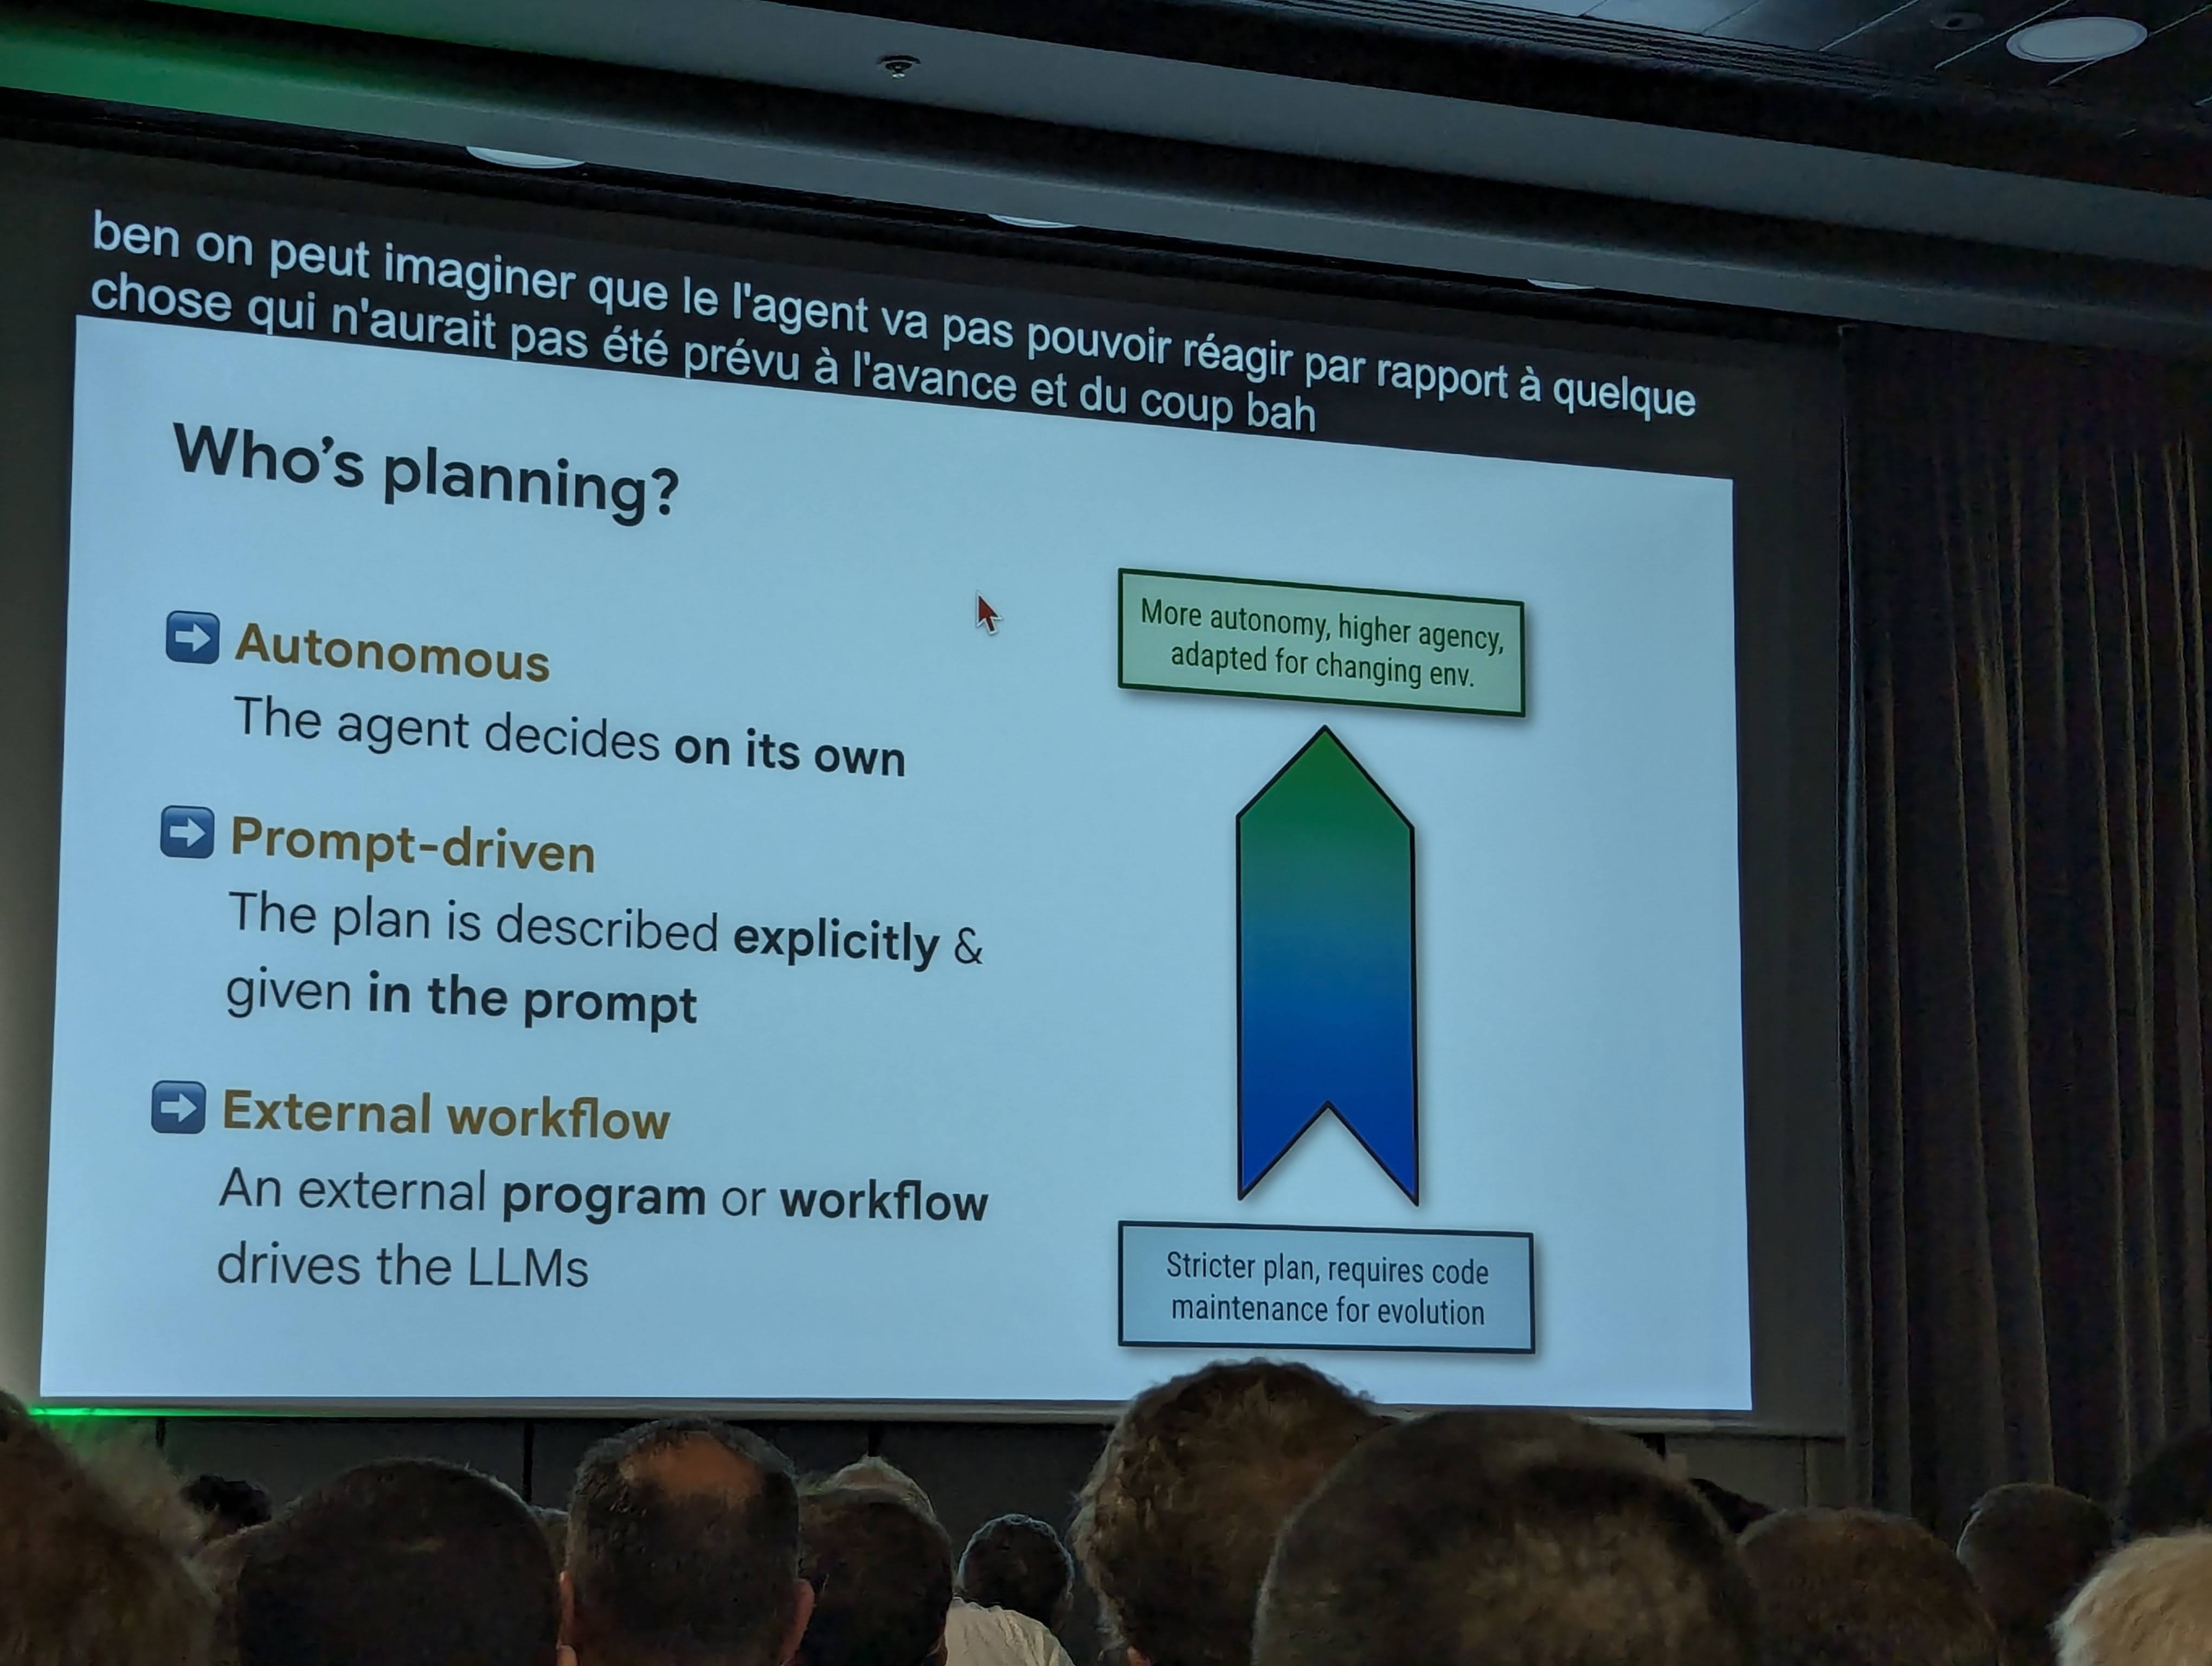 ben on peut imaginer que le l'agent va pas pouvoir réagir par rapport à quelque
chose qui n'aurait pas été prévu à l'avance et du coup bah
Who's planning?
Autonomous
The agent decides on its own
Prompt-driven
The plan is described explicitly &
given in the prompt
External workflow
An external program or workflow
drives the LLMs
More autonomy, higher agency,
adapted for changing env.
Stricter plan, requires code
maintenance for evolution